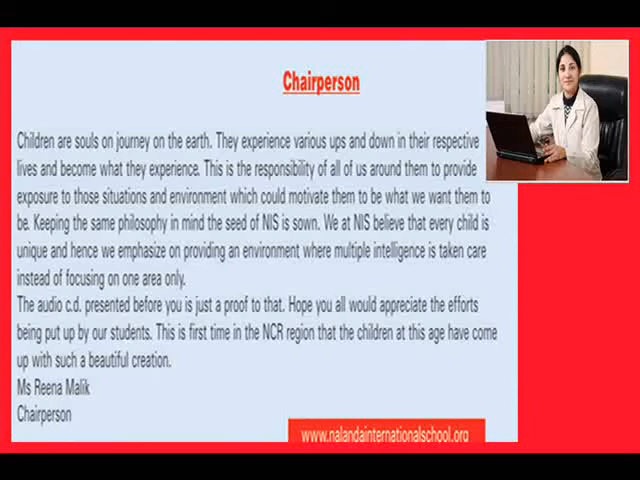 Chairperson
Children are souls on journey on the earth. They experience various ups and down in their respective
lives and become what they experience. This is the responsibility of all of us around them to provide
exposure to those situations and environment which could motivate them to be what we want them to
be. Keeping the same philosophy in mind the seed of NIS is sown. We at NIS believe that every child is
unique and hence we emphasize on providing an environment where multiple intelligence is taken care
instead of focusing on one area only.
The audio c.d. presented before you is just a proof to that. Hope you all would appreciate the efforts
being put up by our students. This is first time in the NCR region that the children at this age have come
up with such a beautiful creation.
Ms Reena Malik
Chairperson
www.nalandainternationalschool.org